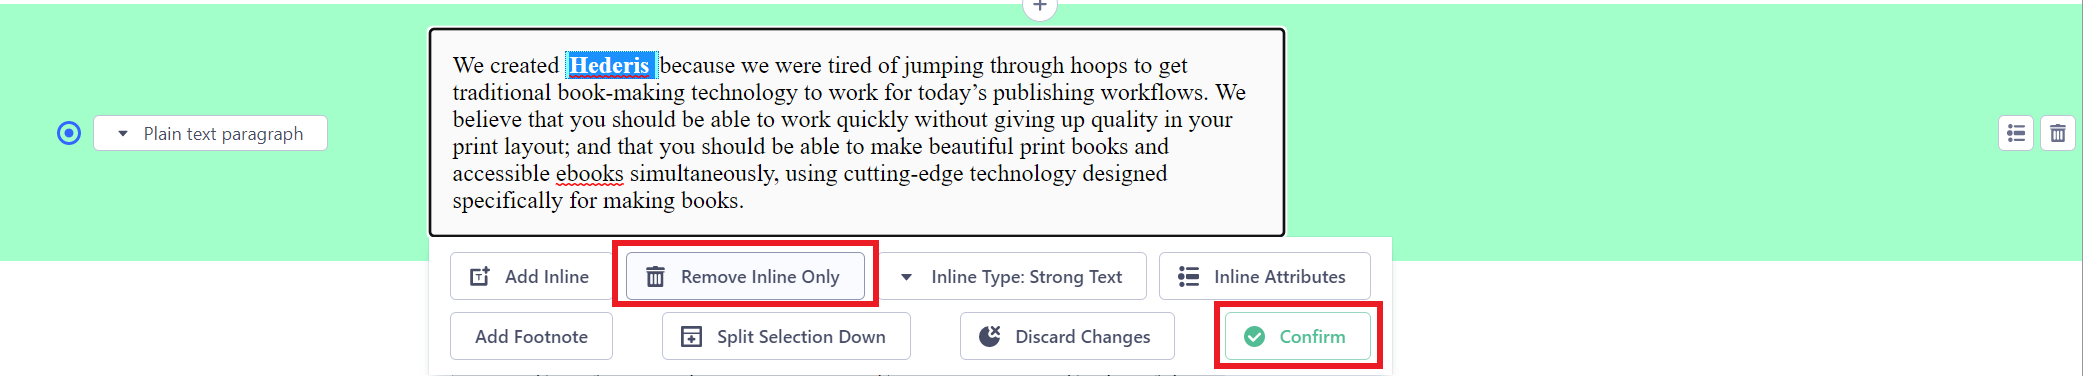 We created Hederis because we were tired of jumping through hoops to get
traditional book-making technology to work for today’s publishing workflows. We
believe that you should be able to work quickly without giving up quality in your
Plain text paragraph
print layout; and that you should be able to make beautiful print books and
accessible ebooks simultaneously, using cutting-edge technology designed
specifically for making books.
Add Inline Remove Inline Only Inline Type: Strong Text Inline Attributes
Add Footnote Split Selection Down Discard Changes Confirm